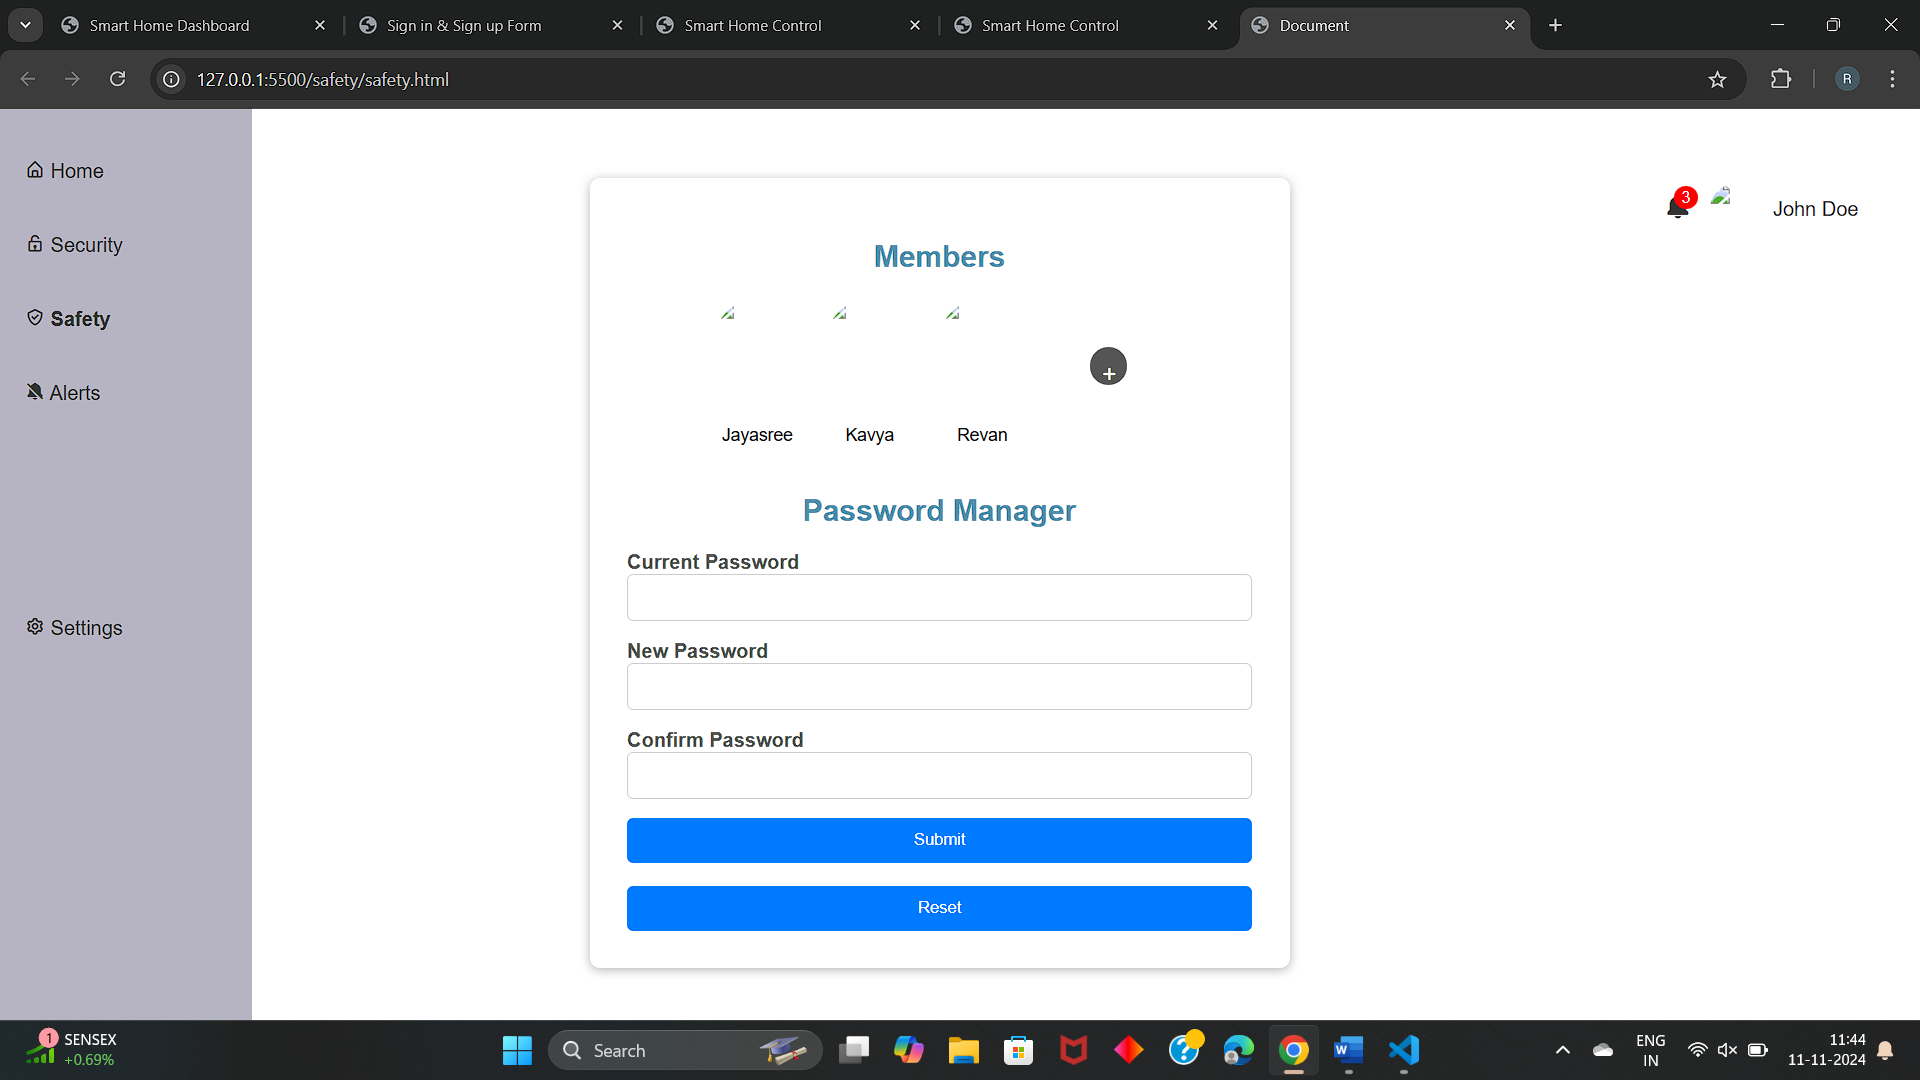 Smart Home Dashboard
Sign in & Sign up Form
Smart Home Control
Smart Home Control
Document
127.0.0.1:5500/safety/safety.html
R
Home
Security
Safety
Alerts
Settings
3
John Doe
Members
+
Jayasree
Kavya
Revan
Password Manager
Current Password
New Password
Confirm Password
Submit
Reset
1
SENSEX
+0.69%
Search
W
ENG
IN
11:44
11-11-2024